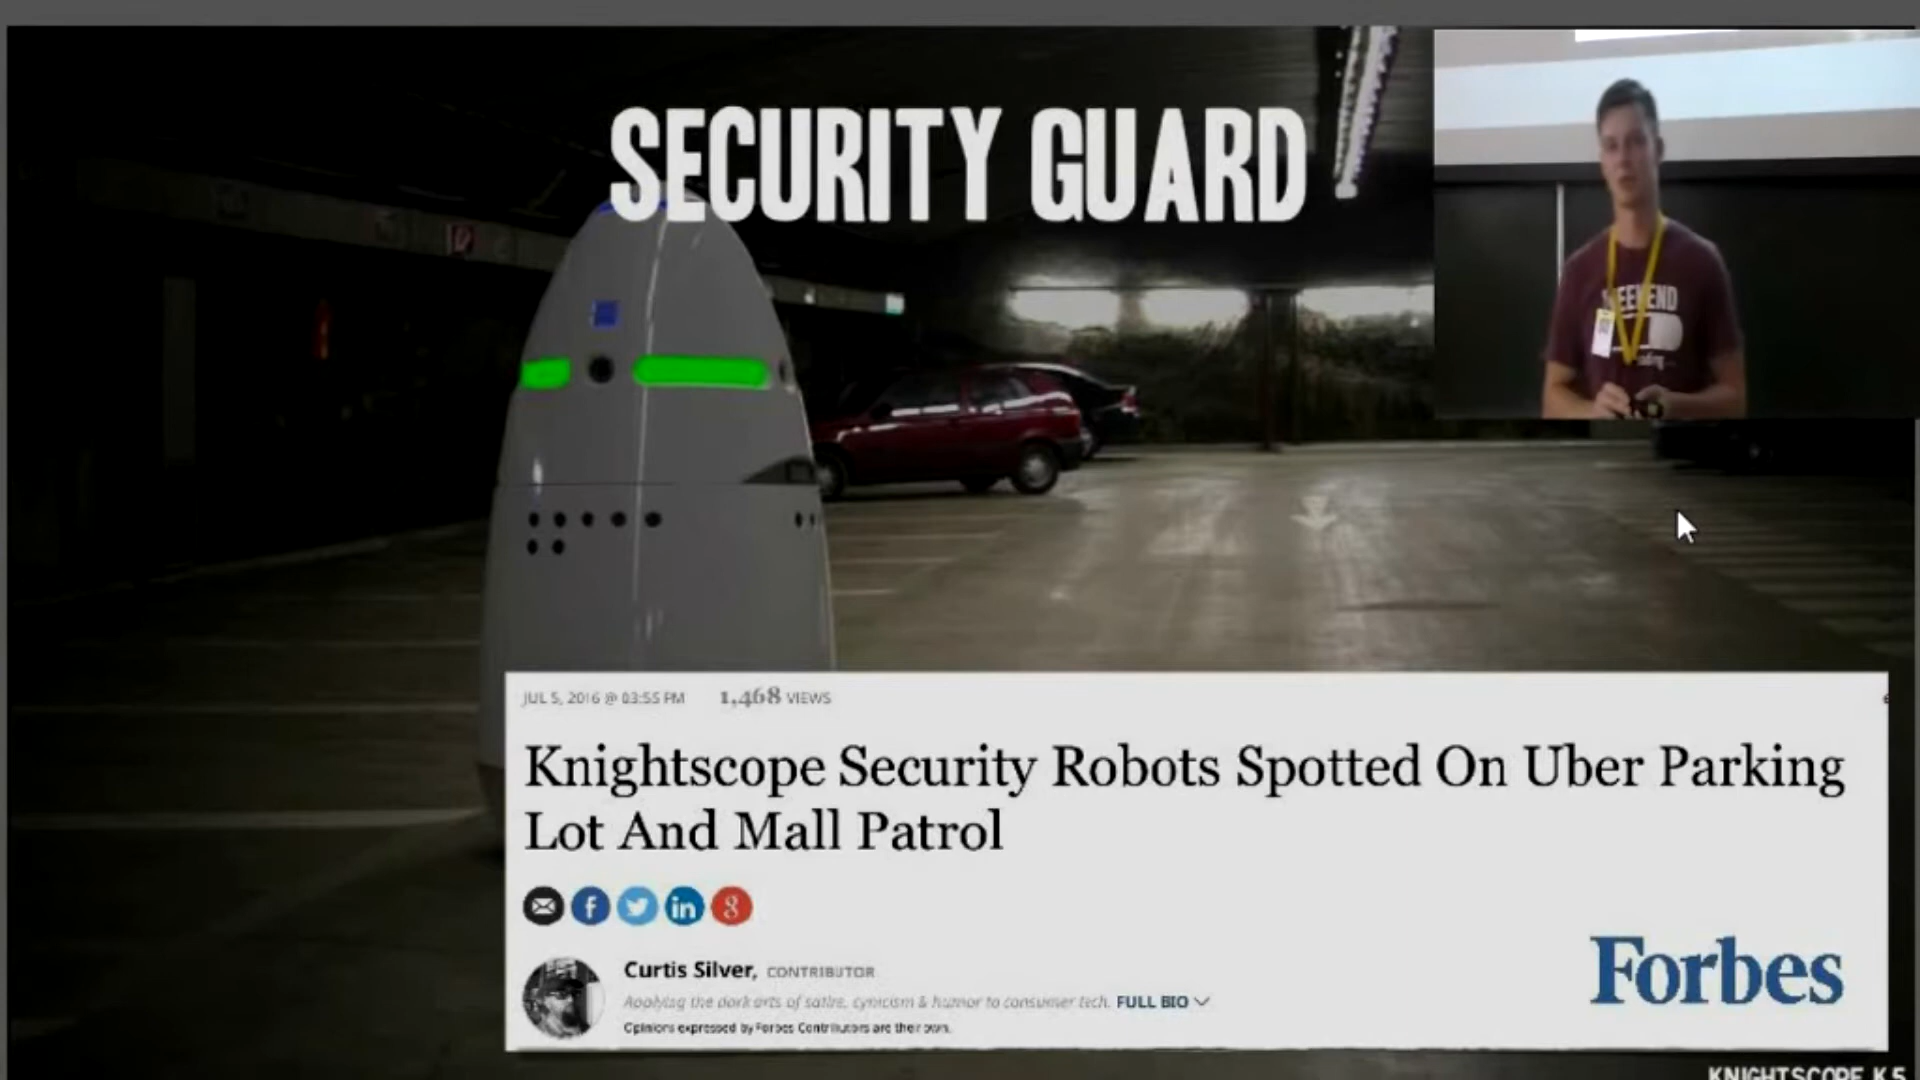 SECURITY GUARD
WEEKEND
JUL 5, 2016 @ 03:55 PM 1,468 VIEWS
Knightscope Security Robots Spotted On Uber Parking
Lot And Mall Patrol
Curtis Silver, CONTRIBUTOR
Applying the dark arts of satire, cynicism & humor to consumer tech. FULL BIO
Opinions expressed by Forbes Contributors are their own.
Forbes
KNIGHTSCOPE K5